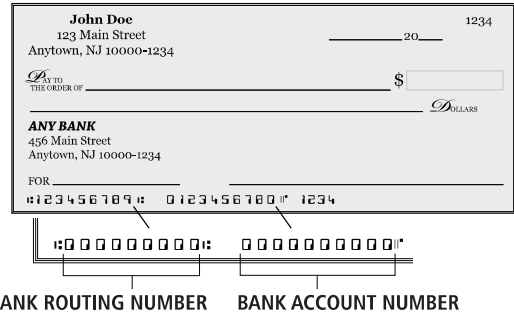 John Doe 1234
123 Main Street 20
Anytown, NJ 10000-1234
PAY TO
THE ORDER OF $
DOLLARS
ANY BANK
456 Main Street
Anytown, NJ 10000-1234
FOR
⑆123456789⑆ 0123456780⑈ 1234
⑆000000000⑆ 0000000000⑈
ANK ROUTING NUMBER BANK ACCOUNT NUMBER